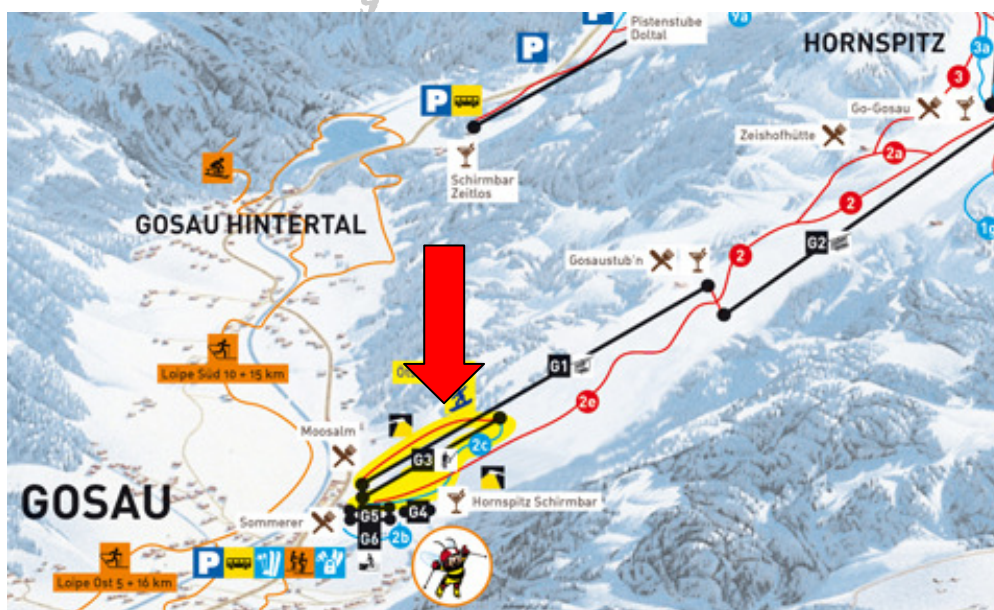 P
Pistenstube
Doltal
9a
HORNSPITZ
3a
P
3
P
Go-Gosau
Zeishofhütte
2a
Schirmbar
Zeitlos
2
GOSAU HINTERTAL
1g
G2
Gosaustub'n
2
G1
Loipe Süd 10 + 15 km
2e
Moosalm
2c
G3
GOSAU
Hornspitz Schirmbar
G5
G4
Sommerer
G6
2b
P
Loipe Ost 5 + 16 km